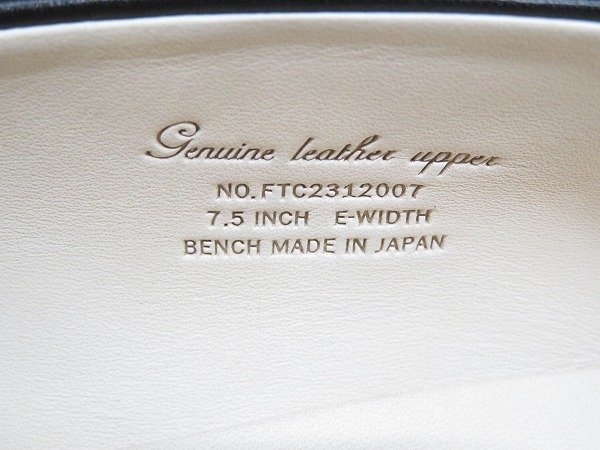 Genuine leather upper
NO.FTC2312007
7.5 INCH E-WIDTH
BENCH MADE IN JAPAN